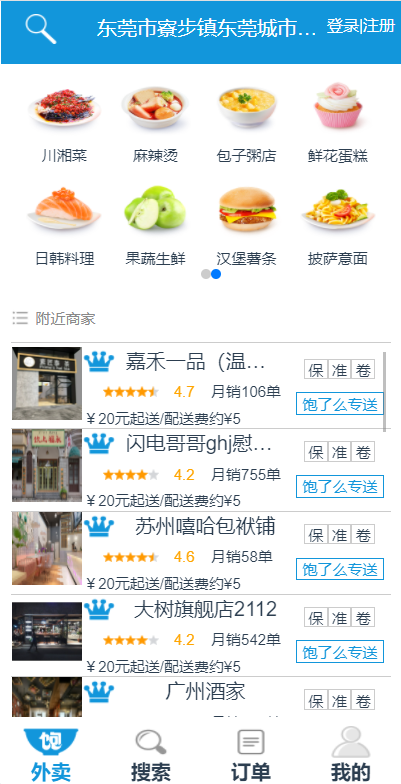 东莞市寮步镇东莞城市… 登录|注册
川湘菜 麻辣烫 包子粥店 鲜花蛋糕
日韩料理 果蔬生鲜 汉堡薯条 披萨意面
附近商家
嘉禾一品（温… 保 准 卷
4.7 月销106单 饱了么专送
¥20元起送/配送费约¥5
闪电哥哥ghj慰… 保 准 卷
4.2 月销755单 饱了么专送
¥20元起送/配送费约¥5
苏州嘻哈包袱铺 保 准 卷
4.6 月销58单 饱了么专送
¥20元起送/配送费约¥5
大树旗舰店2112 保 准 卷
4.2 月销542单 饱了么专送
¥20元起送/配送费约¥5
广州酒家 保 准 卷
饱
外卖 搜索 订单 我的